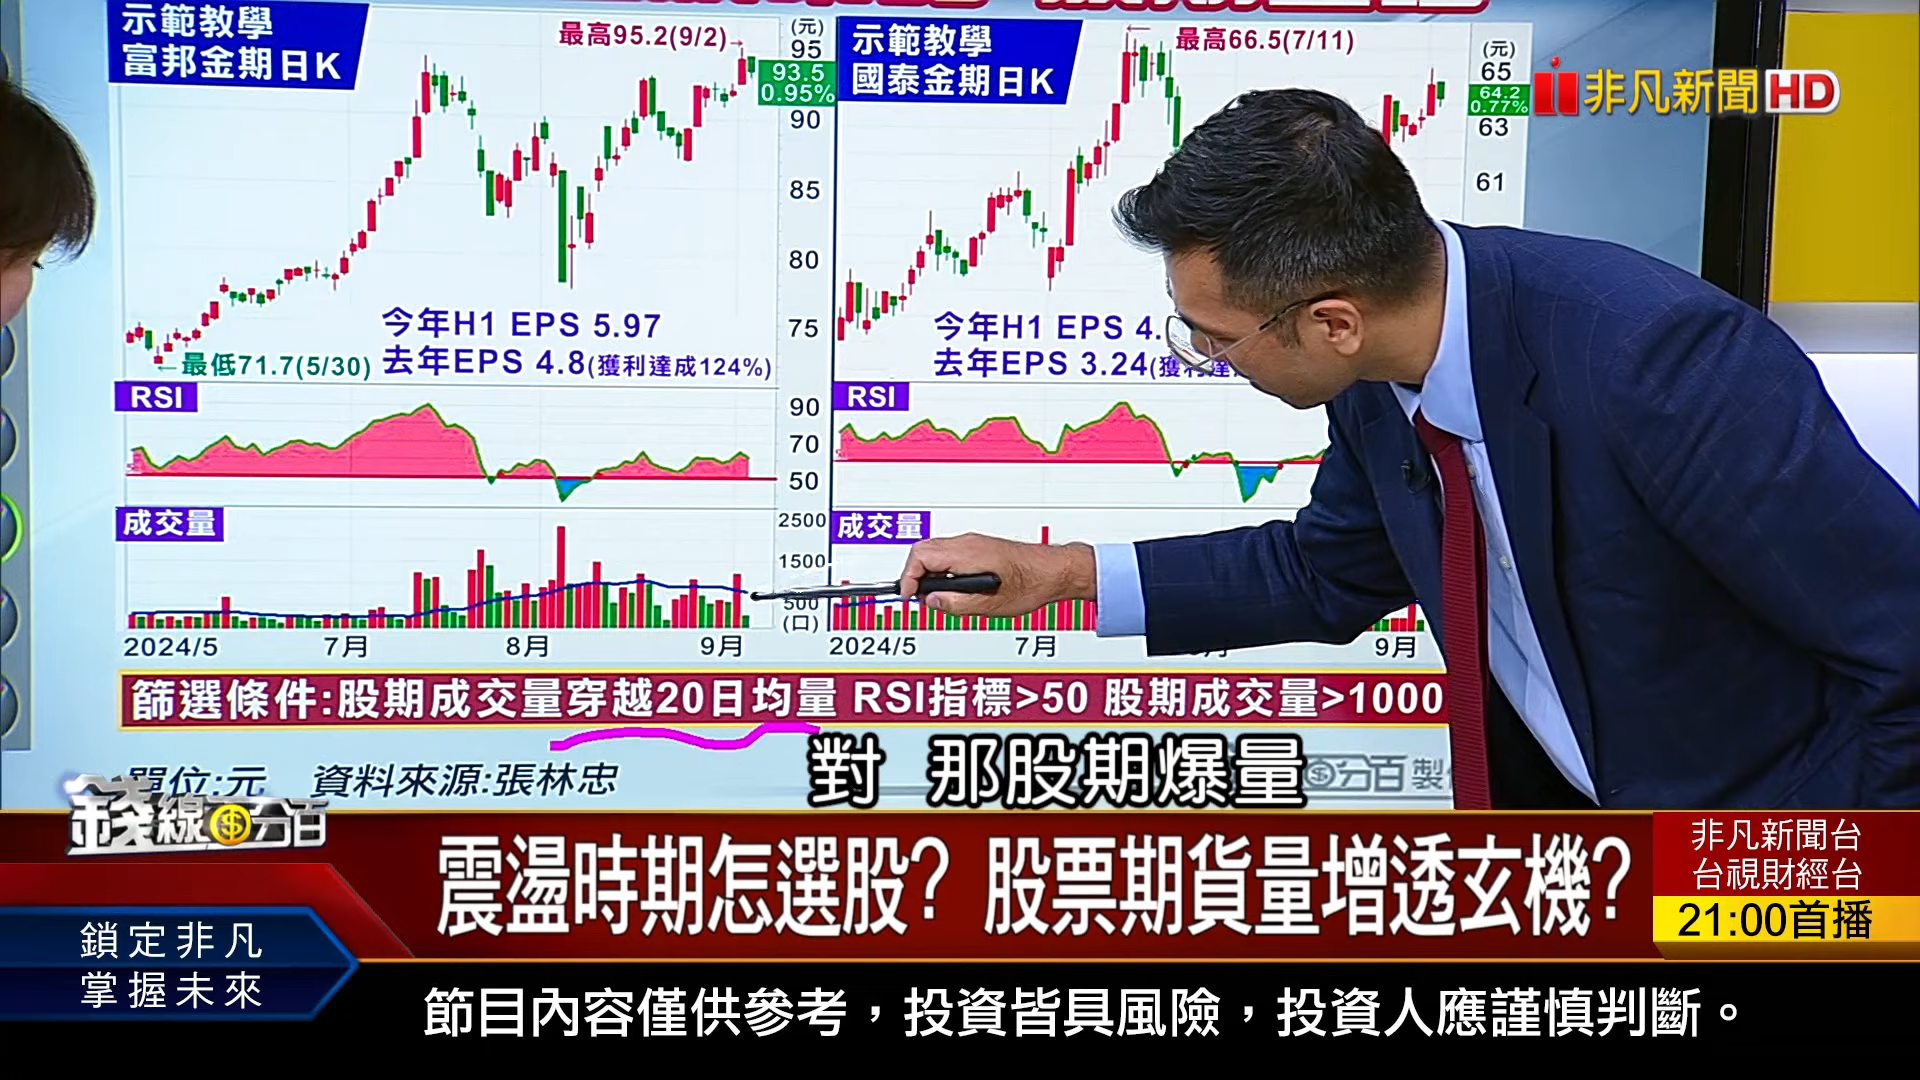 示範教學
富邦金期日K
最高95.2(9/2)→
(元)
95
93.5
0.95%
90
85
80
75
今年H1 EPS 5.97
去年EPS 4.8(獲利達成124%)
←最低71.7(5/30)
RSI
90
70
50
成交量
2500
1500
500
(口)
2024/5
7月
8月
9月
示範教學
國泰金期日K
最高66.5(7/11)
(元)
65
64.2
0.77%
63
61
今年H1 EPS 4.
去年EPS 3.24
RSI
成交量
2024/5
7月
9月
非凡新聞HD
篩選條件:股期成交量穿越20日均量 RSI指標>50 股期成交量>1000
單位:元 資料來源:張林忠
對 那股期爆量
錢線百分百
震盪時期怎選股? 股票期貨量增透玄機?
非凡新聞台
台視財經台
21:00首播
鎖定非凡
掌握未來
節目內容僅供參考，投資皆具風險，投資人應謹慎判斷。